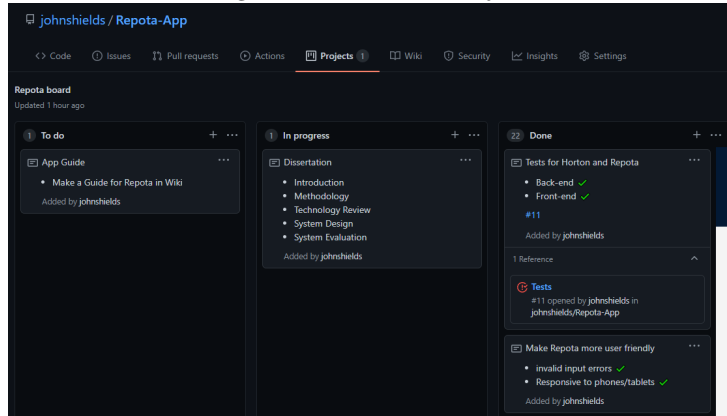 johnshields / Repota-App
<> Code Issues Pull requests Actions Projects 1 Wiki Security Insights Settings
Repota board
Updated 1 hour ago
1 To do + ...
App Guide ...
• Make a Guide for Repota in Wiki
Added by johnshields
1 In progress + ...
Dissertation ...
• Introduction
• Methodology
• Technology Review
• System Design
• System Evaluation
Added by johnshields
22 Done + ...
Tests for Horton and Repota ...
• Back-end ✓
• Front-end ✓
#11
Added by johnshields
1 Reference
Tests
#11 opened by johnshields in
johnshields/Repota-App
Make Repota more user friendly ...
• invalid input errors ✓
• Responsive to phones/tablets ✓
Added by johnshields